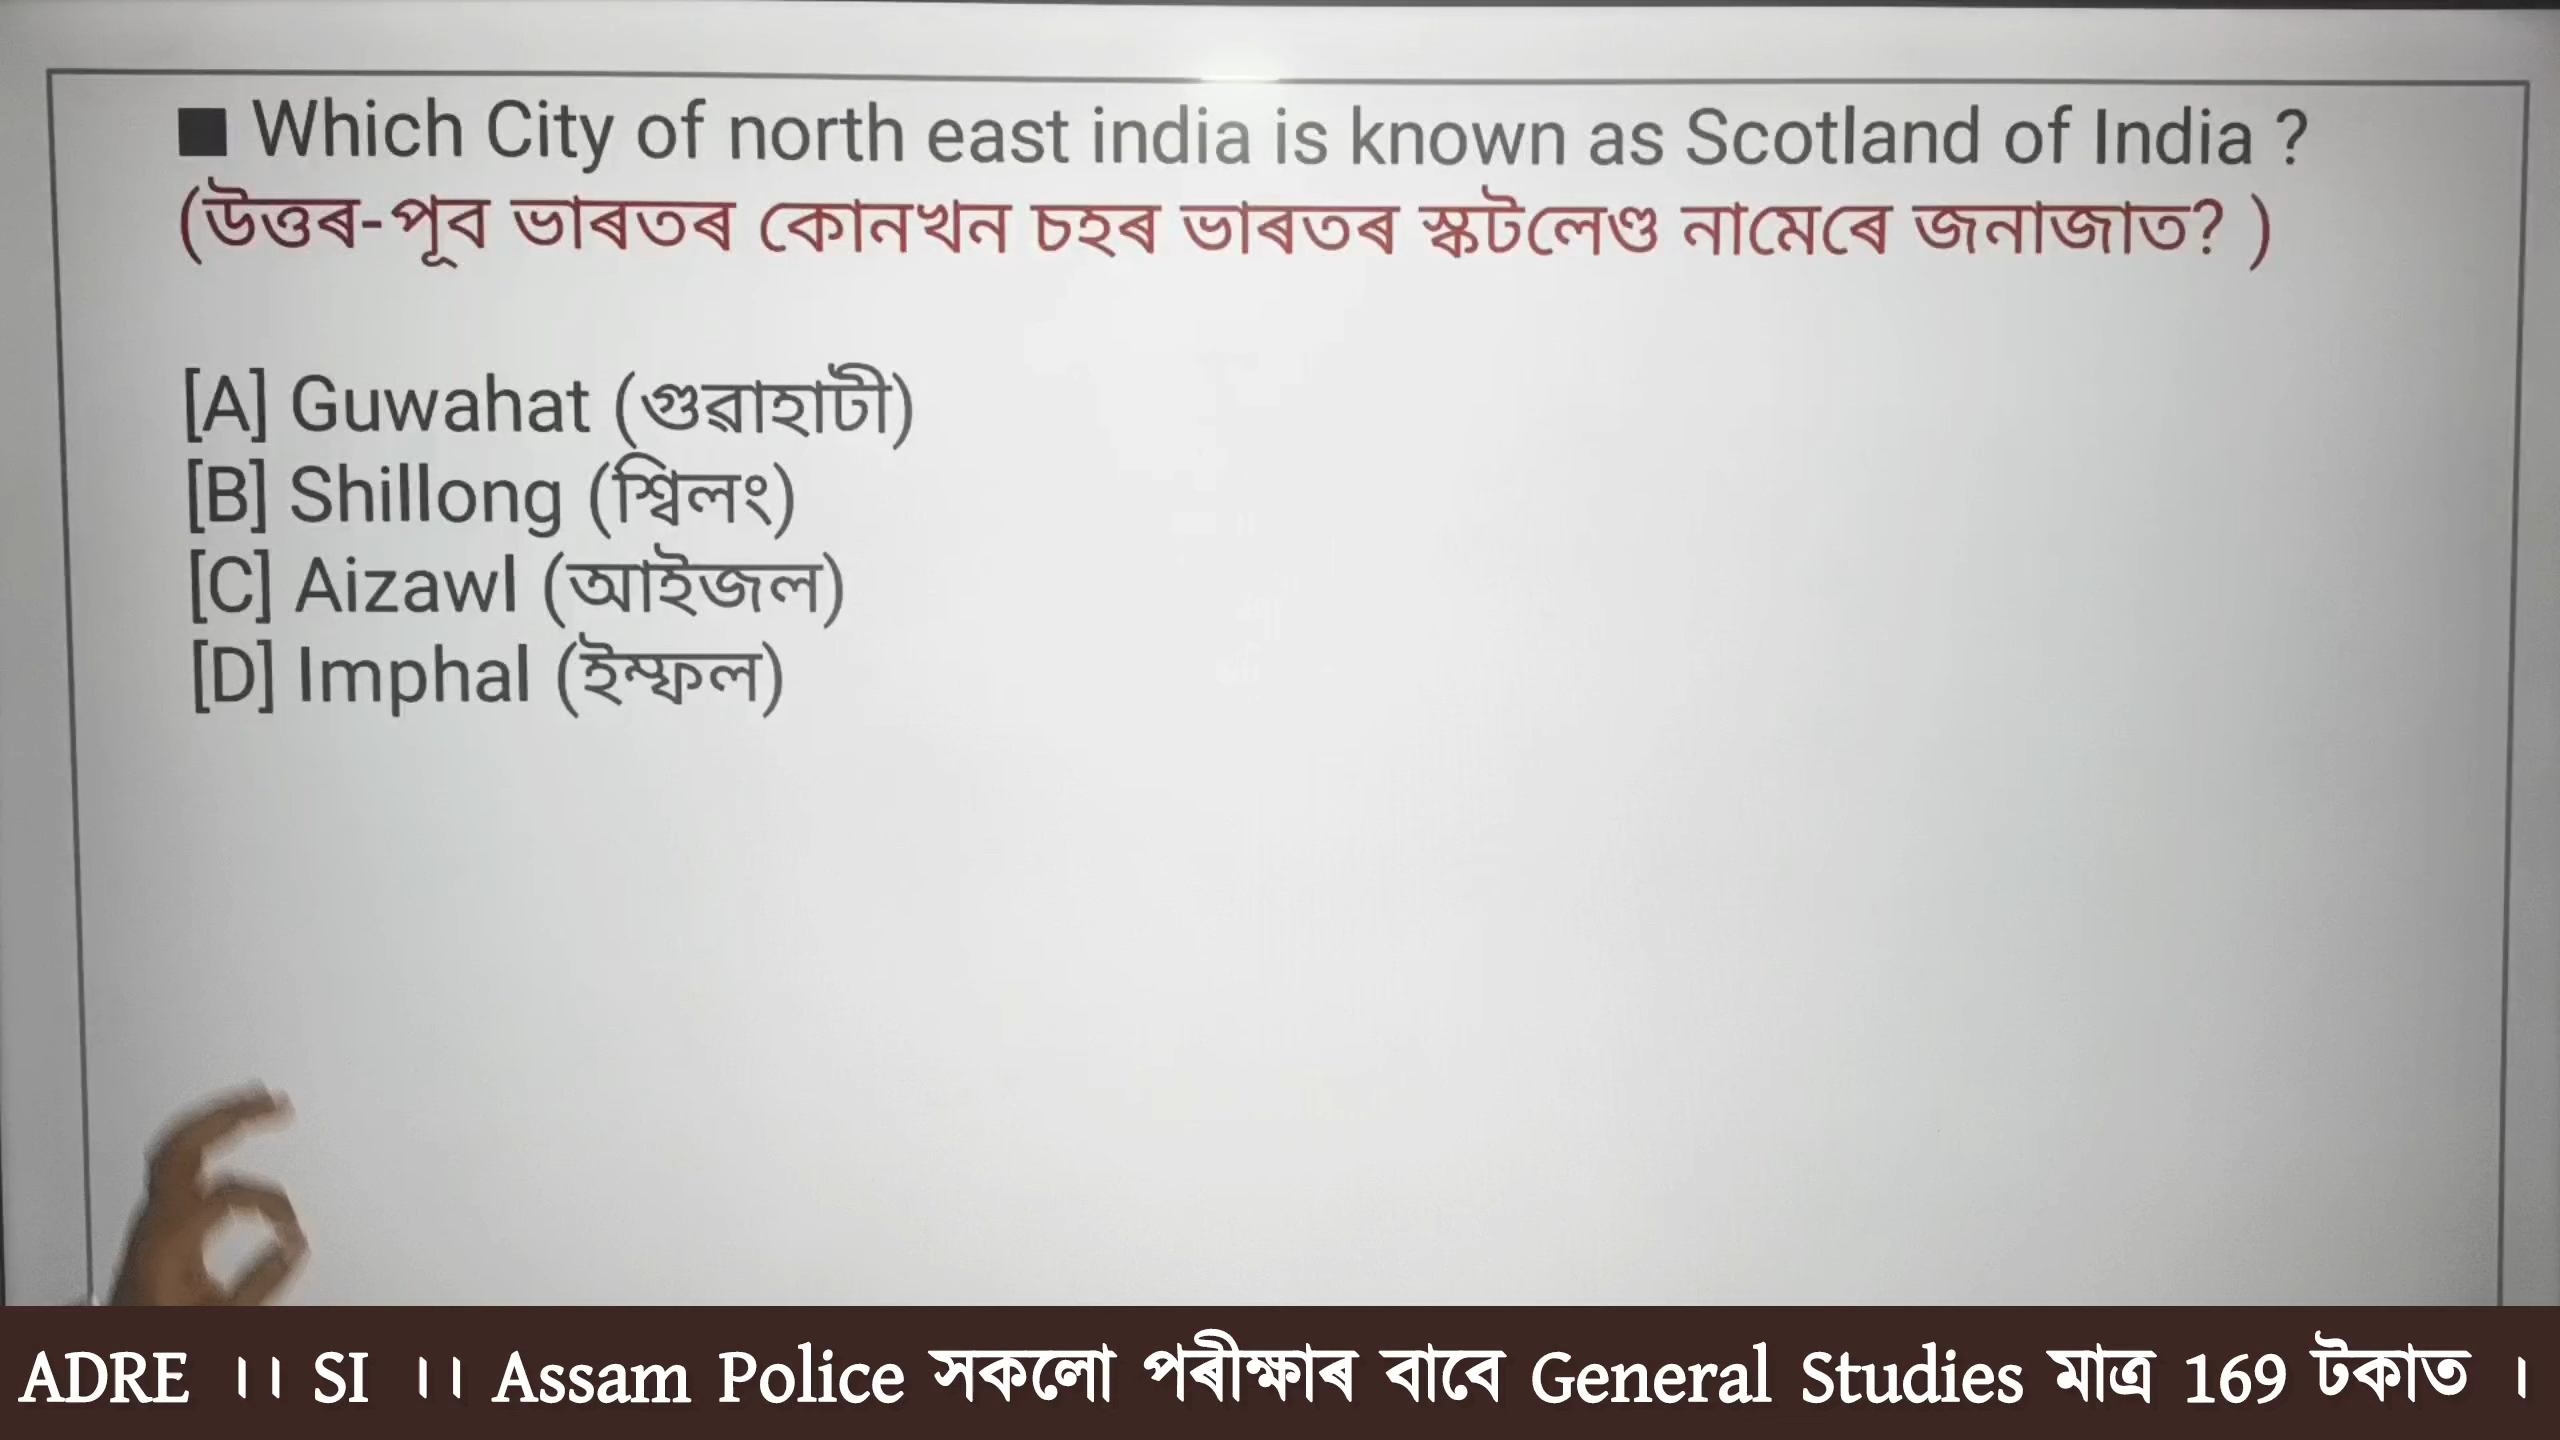 ■ Which City of north east india is known as Scotland of India ?
(উত্তৰ-পূব ভাৰতৰ কোনখন চহৰ ভাৰতৰ স্কটলেণ্ড নামেৰে জনাজাত? )
[A] Guwahat (গুৱাহাটী)
[B] Shillong (শ্বিলং)
[C] Aizawl (আইজল)
[D] Imphal (ইম্ফল)
ADRE ।। SI ।। Assam Police সকলো পৰীক্ষাৰ বাবে General Studies মাত্ৰ 169 টকাত ।